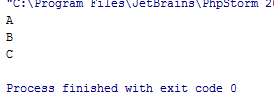 "C:\Program Files\JetBrains\PhpStorm 20
A
B
C
Process finished with exit code 0